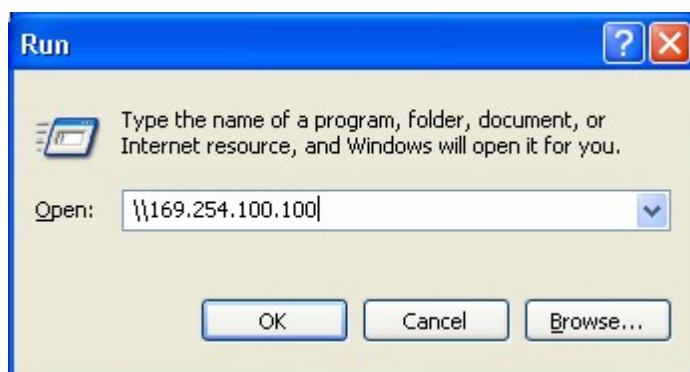 Run
Type the name of a program, folder, document, or
Internet resource, and Windows will open it for you.
Open: \\169.254.100.100
OK Cancel Browse...